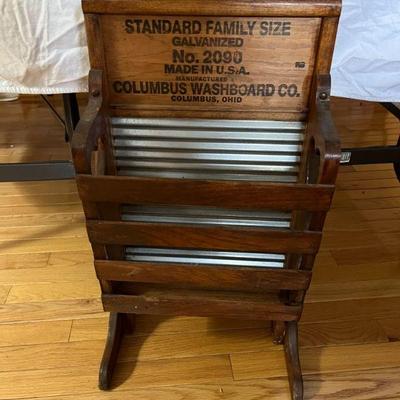 STANDARD FAMILY SIZE
GALVANIZED
No. 2090
MADE IN U.S.A.
MANUFACTURED
COLUMBUS WASHBOARD CO.
COLUMBUS, OHIO